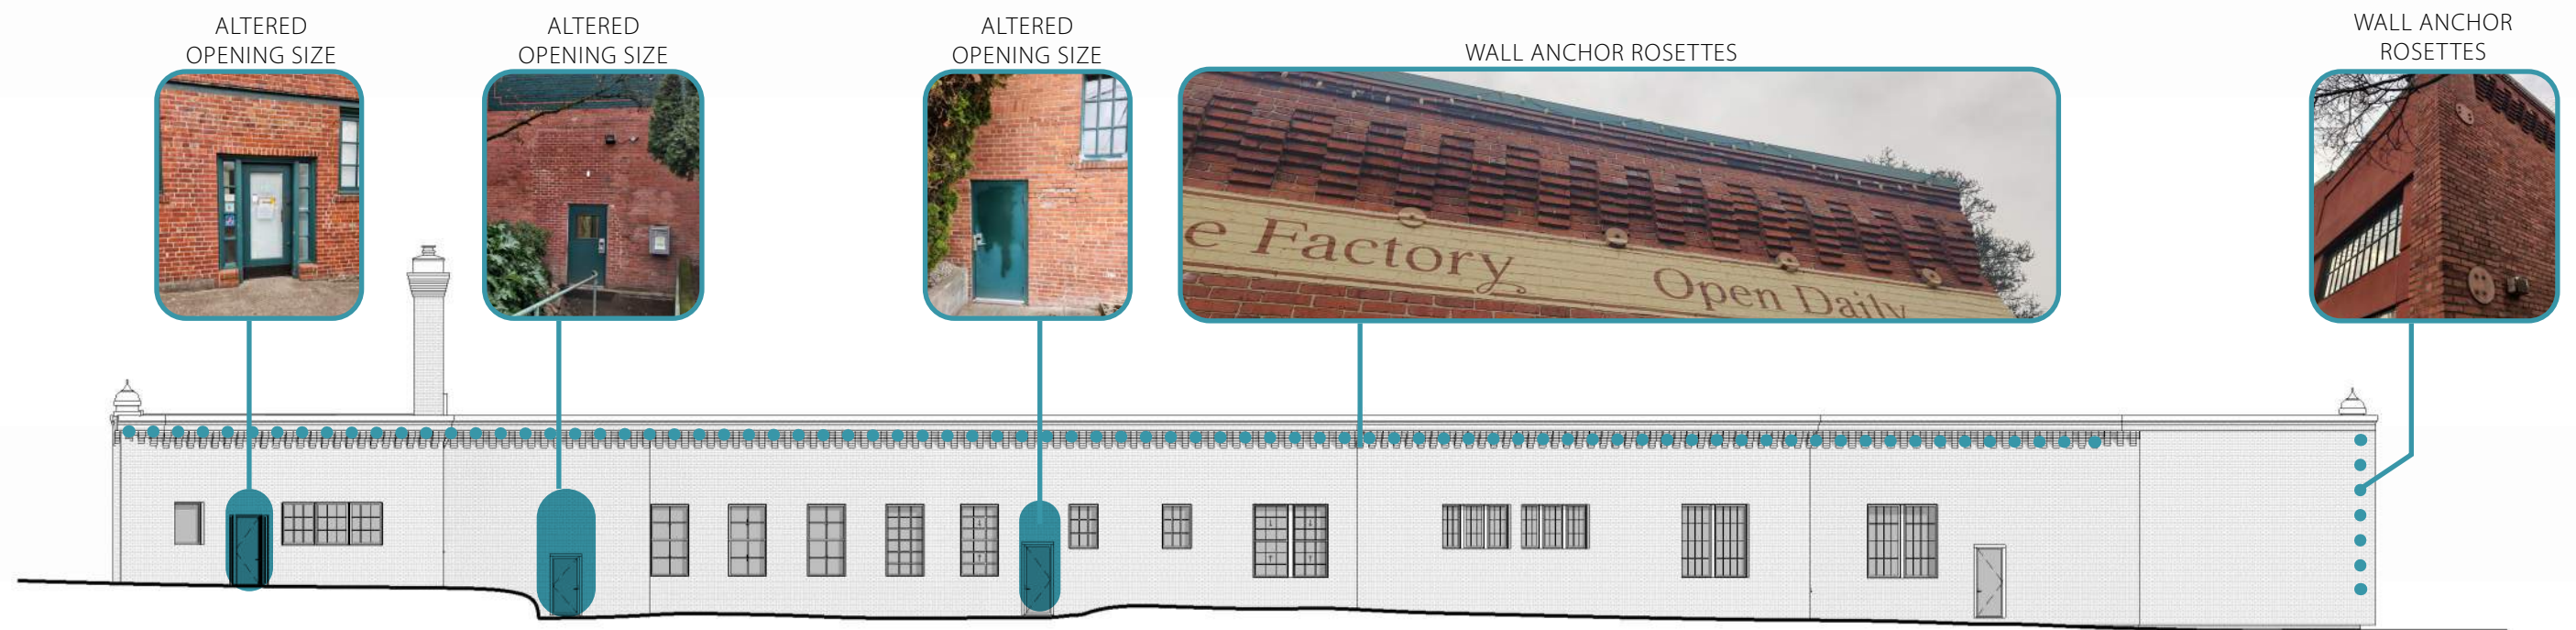 ALTERED
OPENING SIZE
ALTERED
OPENING SIZE
ALTERED
OPENING SIZE
WALL ANCHOR ROSETTES
WALL ANCHOR
ROSETTES
e Factory
Open Daily